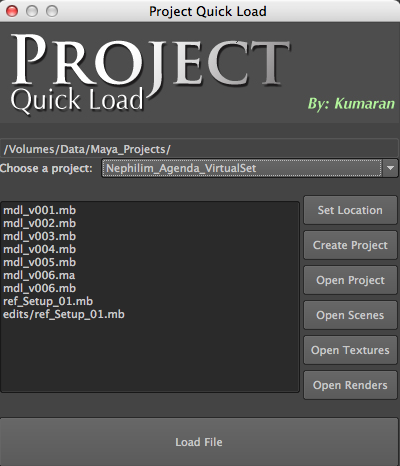 Project Quick Load
PROJECT
Quick Load
By: Kumaran
/Volumes/Data/Maya_Projects/
Choose a project: Nephilim_Agenda_VirtualSet
mdl_v001.mb
mdl_v002.mb
mdl_v003.mb
mdl_v004.mb
mdl_v005.mb
mdl_v006.ma
mdl_v006.mb
ref_Setup_01.mb
edits/ref_Setup_01.mb
Set Location
Create Project
Open Project
Open Scenes
Open Textures
Open Renders
Load File